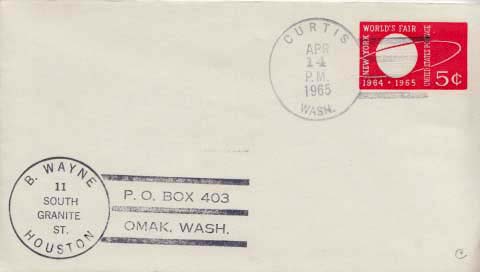 CURTIS
APR
14
P.M.
1965
WASH.
WORLD'S FAIR
NEW YORK
UNITED STATES POSTAGE
1964 • 1965
5¢
B. WAYNE
11
SOUTH
GRANITE
ST.
HOUSTON
P. O. BOX 403
OMAK, WASH.